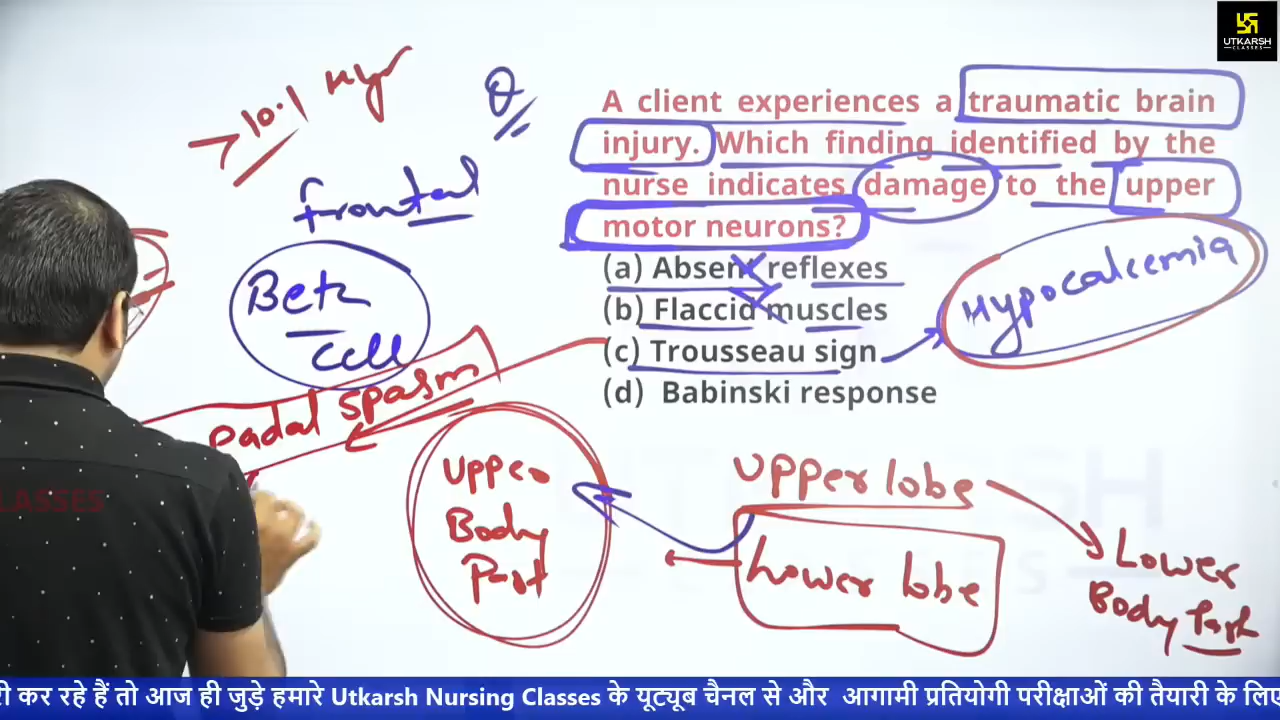 UTKARSH
CLASSES
→ 10.1
Q
frontal
Beta
Cell
padal spasm
A client experiences a traumatic brain
injury. Which finding identified by the
nurse indicates damage to the upper
motor neurons?
(a) Absent reflexes
(b) Flaccid muscles
(c) Trousseau sign
(d) Babinski response
Hypocalcemia
Upper
Body
Part
Upper lobe
Lower lobe
Lower
Body Part
CLASSES
री कर रहे हैं तो आज ही जुड़े हमारे Utkarsh Nursing Classes के यूट्यूब चैनल से और आगामी प्रतियोगी परीक्षाओं की तैयारी के लिए